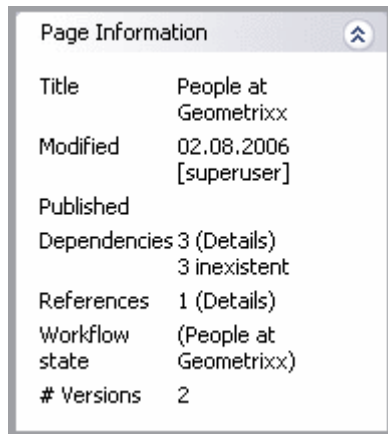 Page Information
Title People at
Geometrixx
Modified 02.08.2006
[superuser]
Published
Dependencies 3 (Details)
3 inexistent
References 1 (Details)
Workflow (People at
state Geometrixx)
# Versions 2